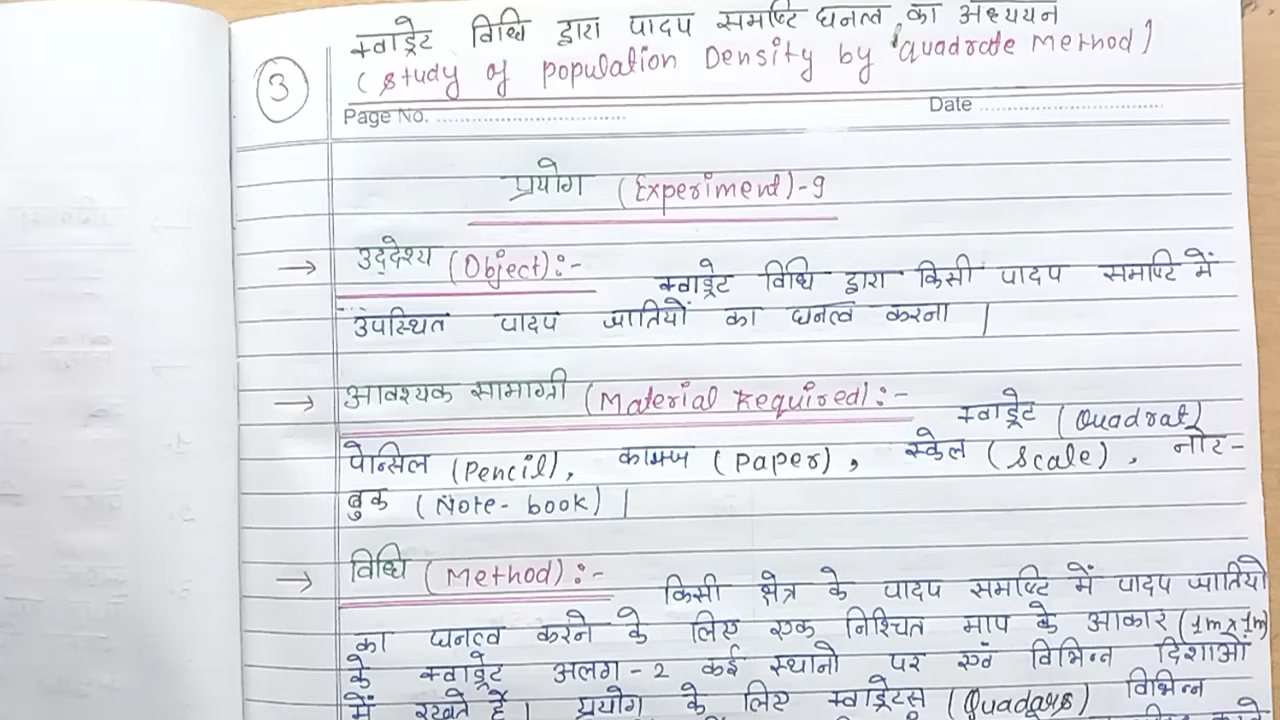 क्वाड्रेट विधि द्वारा पादप समष्टि घनत्व का अध्ययन
(Study of Population Density by Quadrate Method)
3
Page No. Date
प्रयोग (Experiment)-9
→ उद्देश्य (Object):- क्वाड्रेट विधि द्वारा किसी पादप समष्टि में
उपस्थित पादप जातियों का घनत्व करना |
→ आवश्यक सामाग्री (Material Required):- क्वाड्रेट (Quadrat)
पेन्सिल (Pencil), (Paper), स्केल (Scale), नोट-
बुक (Note-book) |
→ विधि (Method):- किसी क्षेत्र के पादप समष्टि में पादप जातियो
का घनत्व करने के लिए एक निश्चित माप के आकार (1m×1m)
के क्वाड्रेट अलग-2 कई स्थानो पर एवं विभिन्न दिशाओं
में रखते हैं। प्रयोग के लिए क्वाड्रेटस विभिन्न